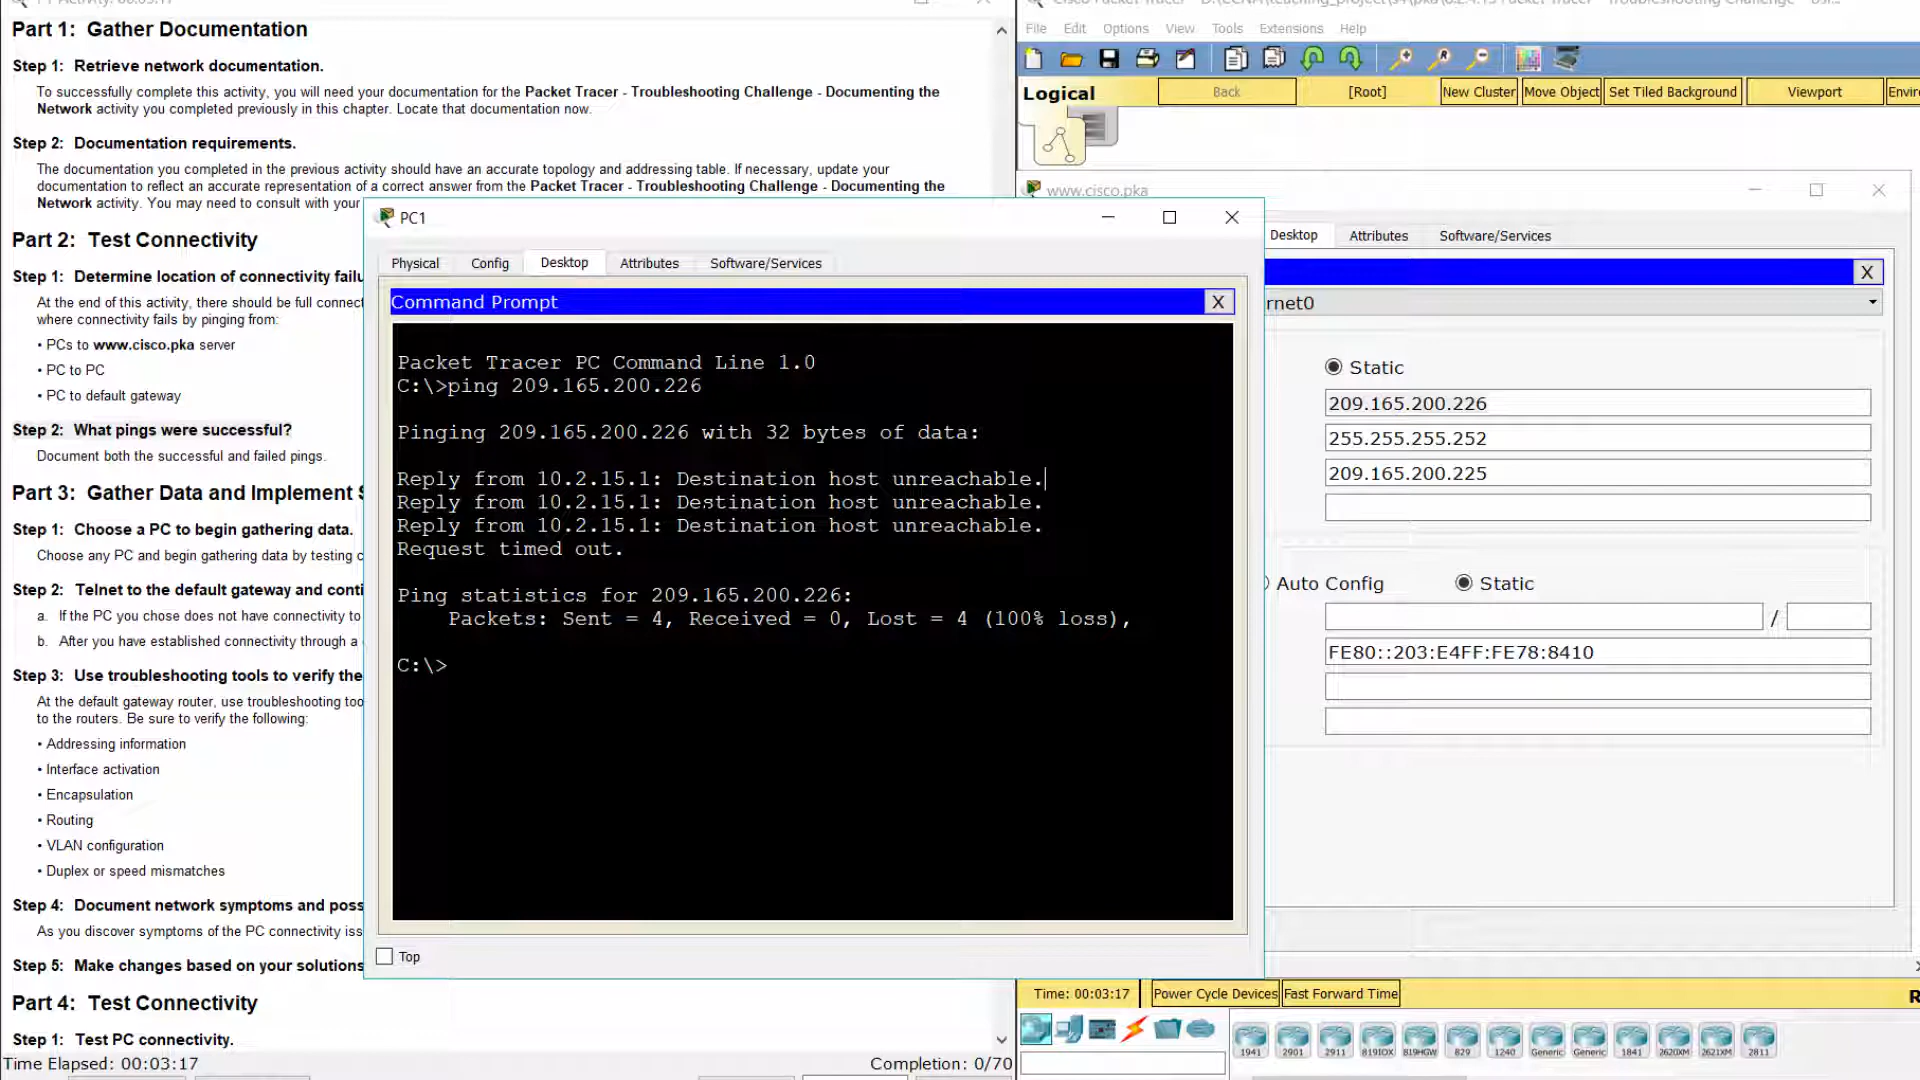 PT Activity: 00:03:17
Part 1: Gather Documentation
Step 1: Retrieve network documentation.
To successfully complete this activity, you will need your documentation for the Packet Tracer - Troubleshooting Challenge - Documenting the
Network activity you completed previously in this chapter. Locate that documentation now.
Step 2: Documentation requirements.
The documentation you completed in the previous activity should have an accurate topology and addressing table. If necessary, update your
documentation to reflect an accurate representation of a correct answer from the Packet Tracer - Troubleshooting Challenge - Documenting the
Network activity. You may need to consult with your
Part 2: Test Connectivity
Step 1: Determine location of connectivity failu
At the end of this activity, there should be full connect
where connectivity fails by pinging from:
• PCs to www.cisco.pka server
• PC to PC
• PC to default gateway
Step 2: What pings were successful?
Document both the successful and failed pings.
Part 3: Gather Data and Implement S
Step 1: Choose a PC to begin gathering data.
Choose any PC and begin gathering data by testing c
Step 2: Telnet to the default gateway and conti
a. If the PC you chose does not have connectivity to
b. After you have established connectivity through a
Step 3: Use troubleshooting tools to verify the
At the default gateway router, use troubleshooting too
to the routers. Be sure to verify the following:
• Addressing information
• Interface activation
• Encapsulation
• Routing
• VLAN configuration
• Duplex or speed mismatches
Step 4: Document network symptoms and poss
As you discover symptoms of the PC connectivity iss
Step 5: Make changes based on your solutions
Part 4: Test Connectivity
Step 1: Test PC connectivity.
Time Elapsed: 00:03:17
Completion: 0/70
PC1
Physical Config Desktop Attributes Software/Services
Command Prompt X
Packet Tracer PC Command Line 1.0
C:\>ping 209.165.200.226
Pinging 209.165.200.226 with 32 bytes of data:
Reply from 10.2.15.1: Destination host unreachable.
Reply from 10.2.15.1: Destination host unreachable.
Reply from 10.2.15.1: Destination host unreachable.
Request timed out.
Ping statistics for 209.165.200.226:
Packets: Sent = 4, Received = 0, Lost = 4 (100% loss),
C:\>
Top
File Edit Options View Tools Extensions Help
Logical Back [Root] New Cluster Move Object Set Tiled Background Viewport Envir
www.cisco.pka
Desktop Attributes Software/Services
X
rnet0
Static
209.165.200.226
255.255.255.252
209.165.200.225
Auto Config Static
/
FE80::203:E4FF:FE78:8410
Time: 00:03:17 Power Cycle Devices Fast Forward Time R
1941 2901 2911 819IOX 819HGW 829 1240 Generic Generic 1841 2620XM 2621XM 2811